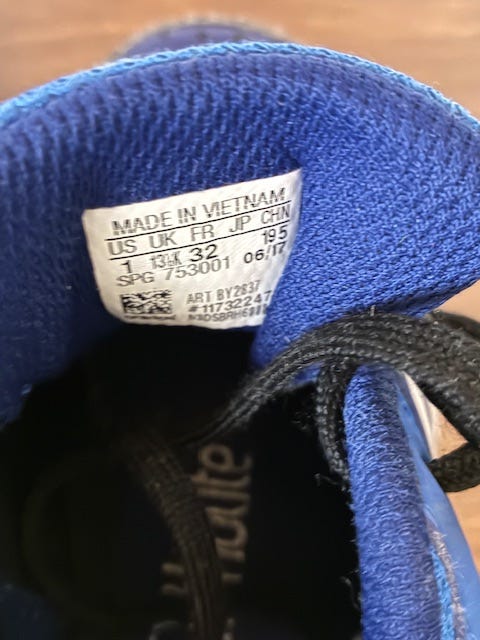 MADE IN VIETNAM
US UK FR JP CHN
1 13½K 32 195
SPG 753001 06/17
ART BY2837
#11732247